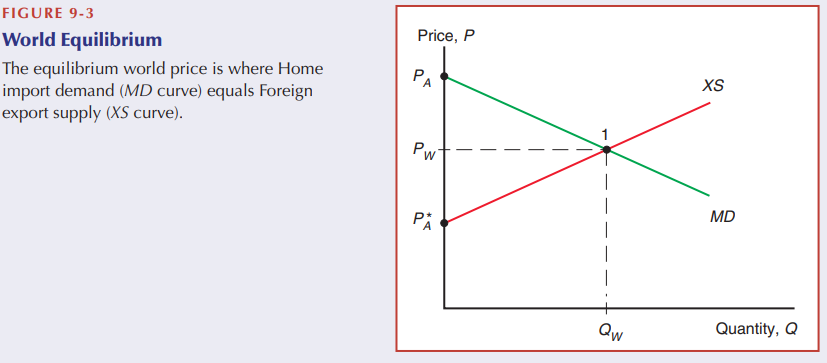 FIGURE 9-3
World Equilibrium
The equilibrium world price is where Home
import demand (MD curve) equals Foreign
export supply (XS curve).
Price, P
P_A
XS
1
P_W
P*_A
MD
Q_W
Quantity, Q